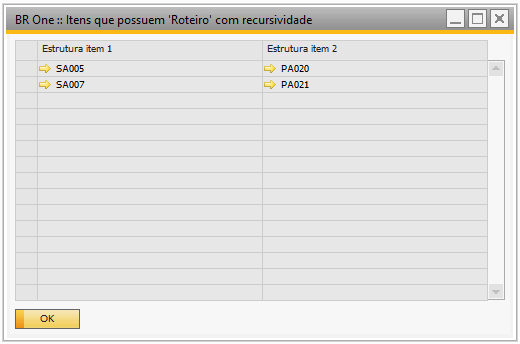 BR One :: Itens que possuem 'Roteiro' com recursividade
Estrutura item 1 Estrutura item 2
SA005 PA020
SA007 PA021
OK